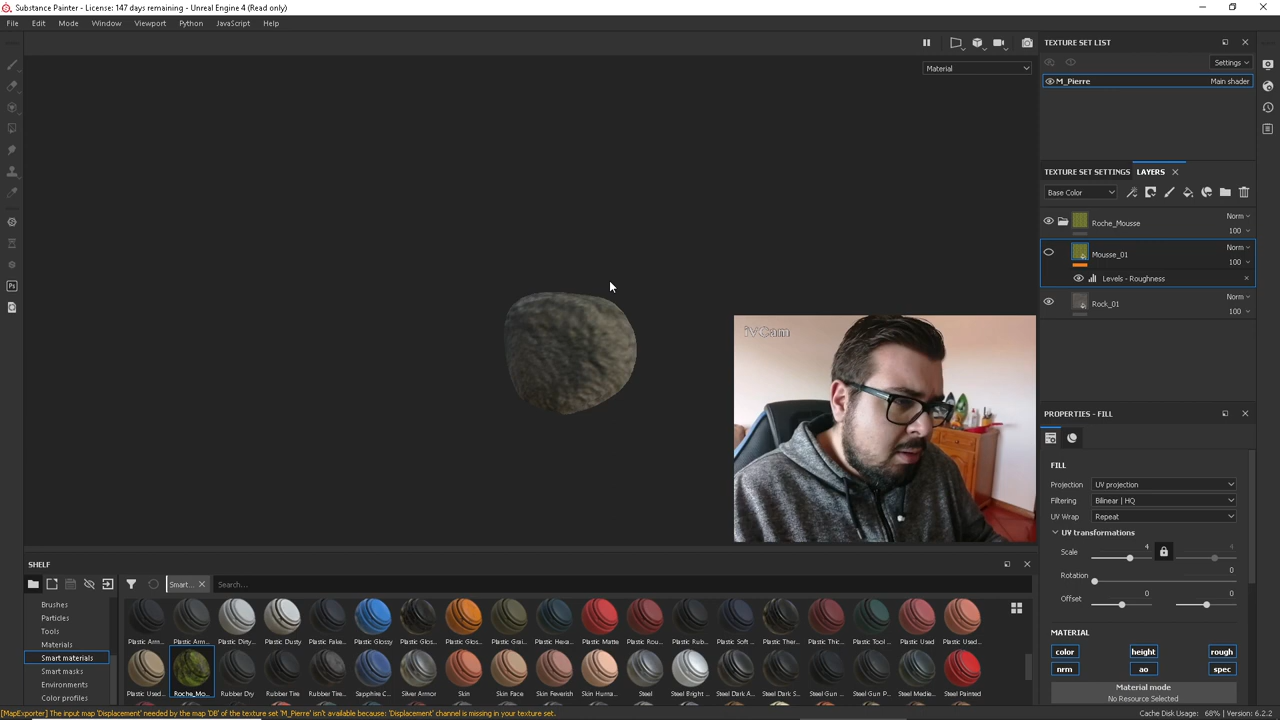 Substance Painter - License: 147 days remaining - Unreal Engine 4 (Read only)
File Edit Mode Window Viewport Python JavaScript Help
Material
TEXTURE SET LIST
Settings
M_Pierre Main shader
TEXTURE SET SETTINGS LAYERS
Base Color
Roche_Mousse Norm
100
Mousse_01 Norm
100
Levels - Roughness
Rock_01 Norm
100
PROPERTIES - FILL
FILL
Projection UV projection
Filtering Bilinear | HQ
UV Wrap Repeat
UV transformations
Scale 4 4
Rotation 0
Offset 0 0
MATERIAL
color height rough
nrm ao spec
Material mode
No Resource Selected
iVCam
SHELF
Smart... Search...
Brushes
Particles
Tools
Materials
Smart materials
Smart masks
Environments
Color profiles
Plastic Arm... Plastic Arm... Plastic Dirty... Plastic Dusty Plastic Fake... Plastic Glossy Plastic Glos... Plastic Glos... Plastic Grai... Plastic Hexa... Plastic Matte Plastic Rou... Plastic Rub... Plastic Soft ... Plastic Ther... Plastic Thic... Plastic Tool ... Plastic Used Plastic Used...
Plastic Used... Roche_Mo... Rubber Dry Rubber Tire Rubber Tire... Sapphire C... Silver Armor Skin Skin Face Skin Feverish Skin Huma... Steel Steel Bright ... Steel Dark A... Steel Dark S... Steel Gun ... Steel Gun P... Steel Medie... Steel Painted
[MapExporter] The input map 'Displacement' needed by the map 'DB' of the texture set 'M_Pierre' isn't available because: 'Displacement' channel is missing in your texture set.
Cache Disk Usage: 68% | Version: 6.2.2
Ps